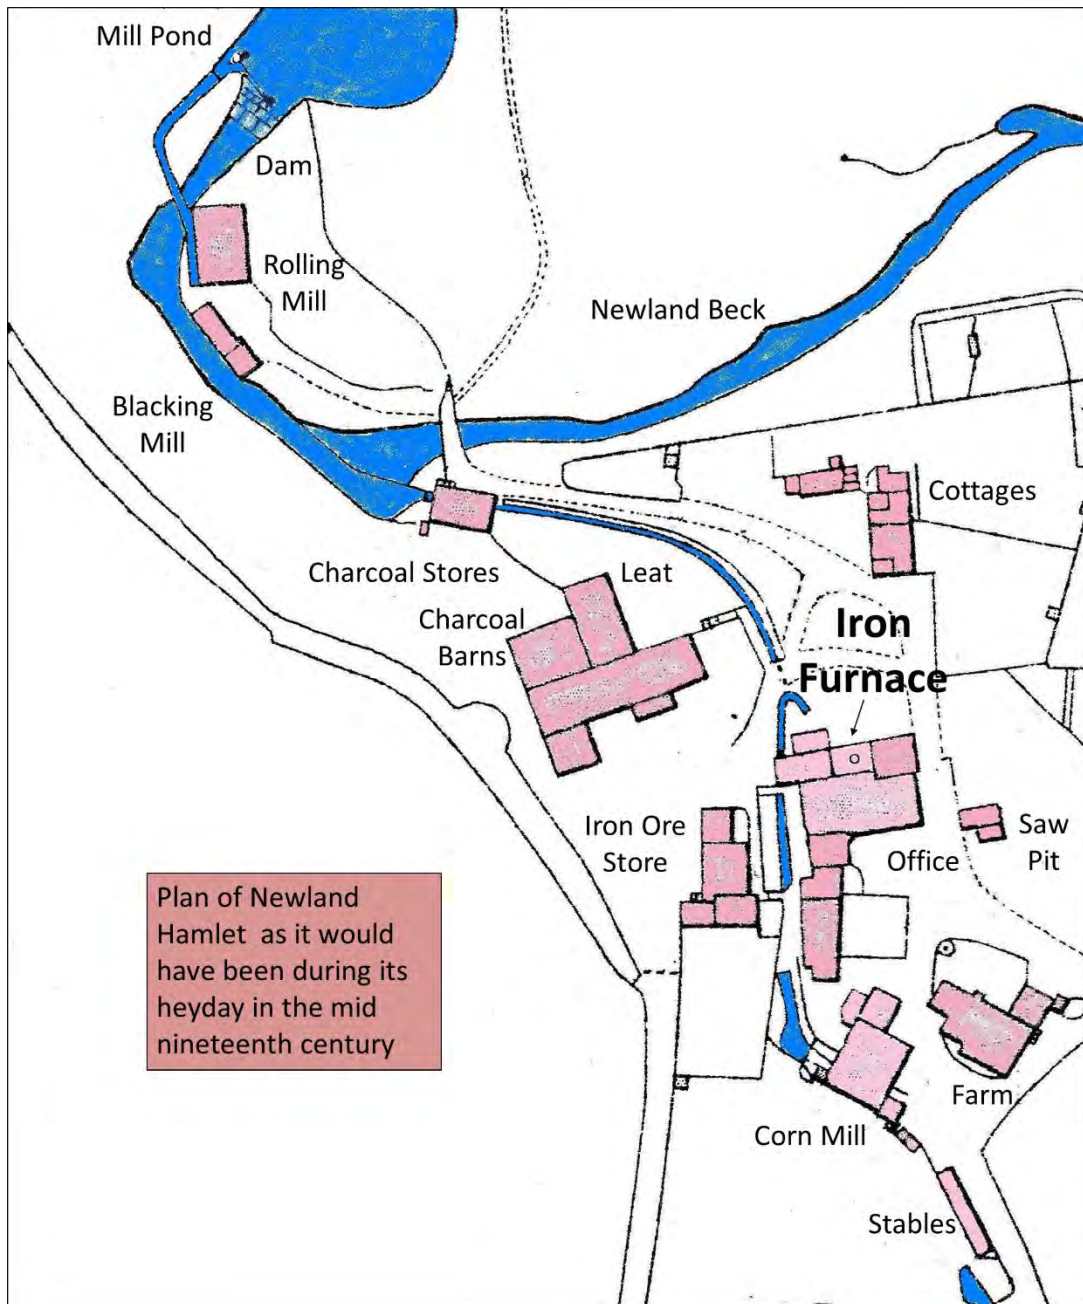 Mill Pond
Dam
Rolling
Mill
Newland Beck
Blacking
Mill
Cottages
Charcoal Stores
Leat
Charcoal
Barns
Iron
Furnace
Iron Ore
Store
Office
Saw
Pit
Plan of Newland
Hamlet as it would
have been during its
heyday in the mid
nineteenth century
Farm
Corn Mill
Stables